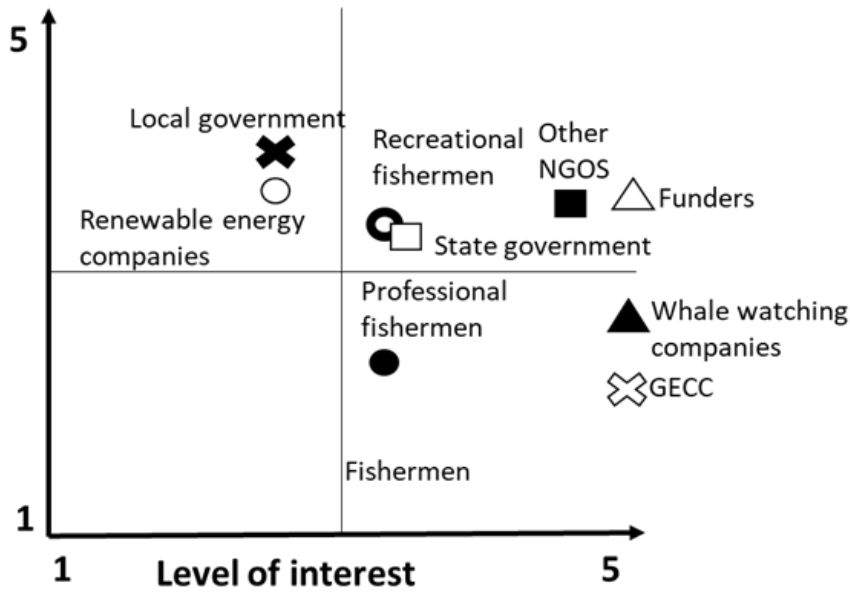 5
Local government
Recreational
fishermen
Other
NGOS
Funders
Renewable energy
companies
State government
Professional
fishermen
Whale watching
companies
GECC
Fishermen
1
1
Level of interest
5